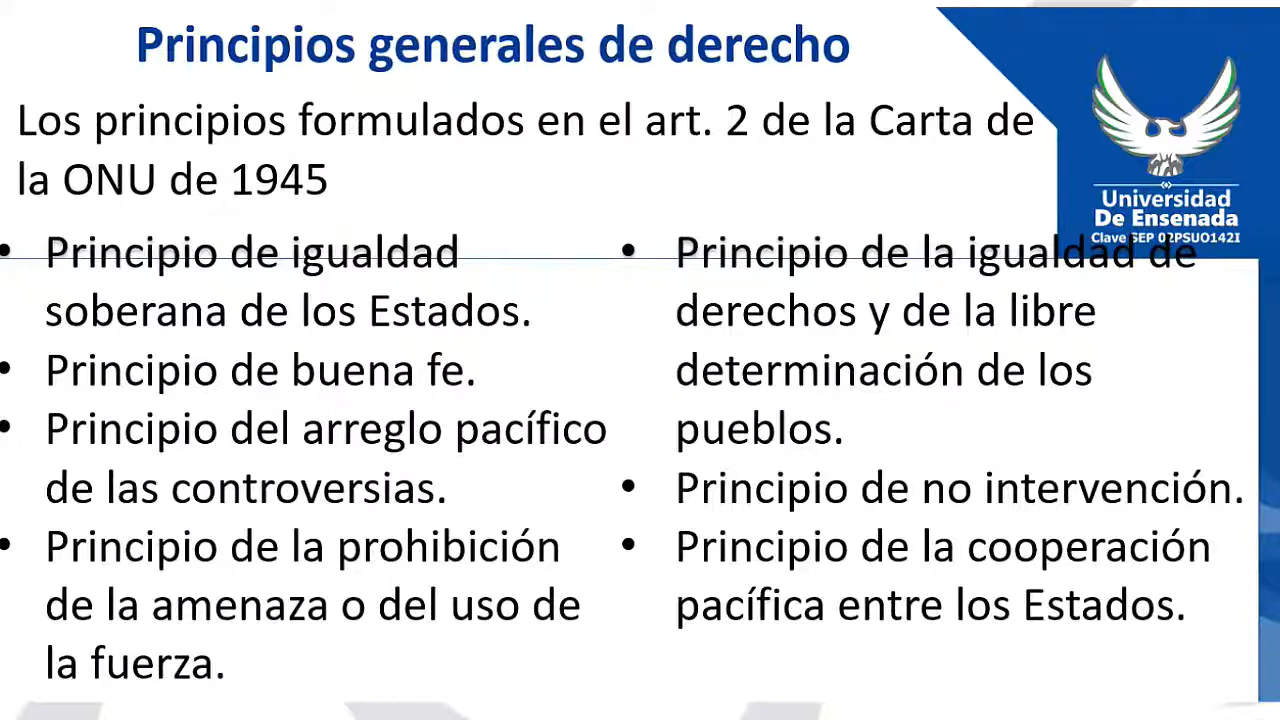 Principios generales de derecho
Los principios formulados en el art. 2 de la Carta de
la ONU de 1945
• Principio de igualdad
soberana de los Estados.
• Principio de buena fe.
• Principio del arreglo pacífico
de las controversias.
• Principio de la prohibición
de la amenaza o del uso de
la fuerza.
• Principio de la igualdad de
derechos y de la libre
determinación de los
pueblos.
• Principio de no intervención.
• Principio de la cooperación
pacífica entre los Estados.
Universidad
De Ensenada
Clave SEP 02PSUO142I